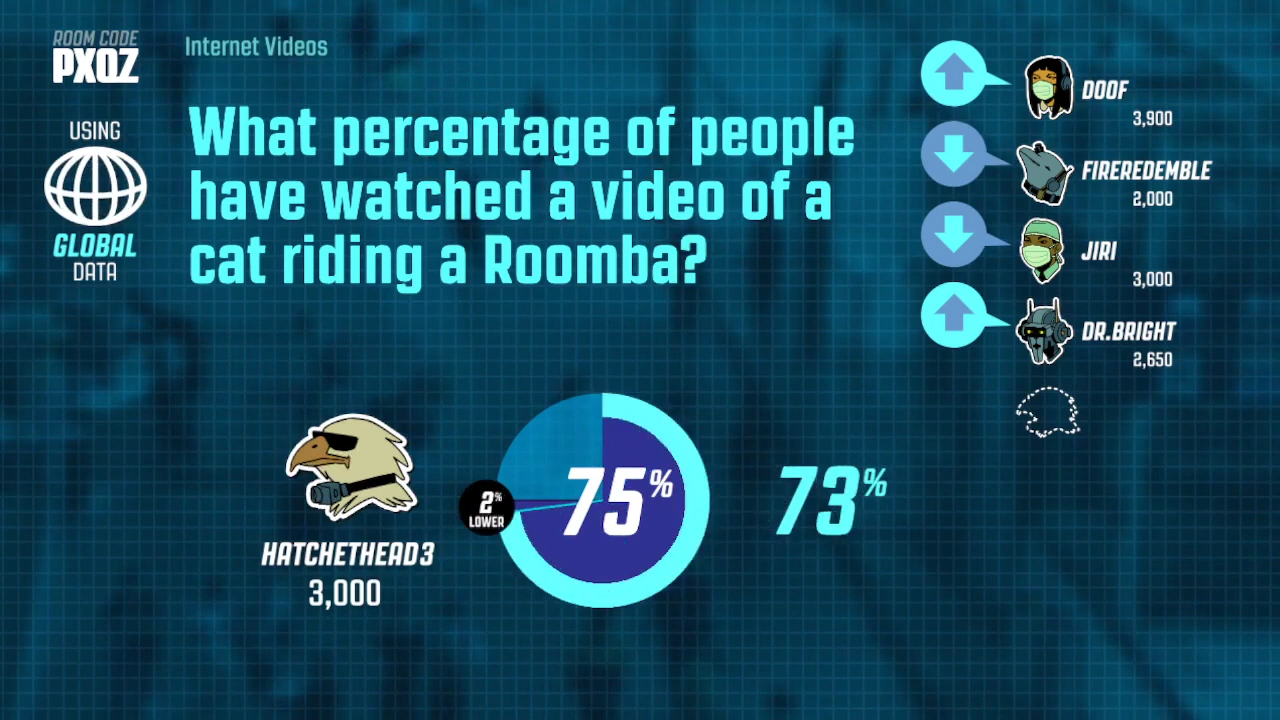 ROOM CODE
PXQZ
Internet Videos
USING
GLOBAL
DATA
What percentage of people
have watched a video of a
cat riding a Roomba?
DOOF
3,900
FIREREDEMBLE
2,000
JIRI
3,000
DR.BRIGHT
2,650
HATCHETHEAD3
3,000
2%
LOWER
75%
73%